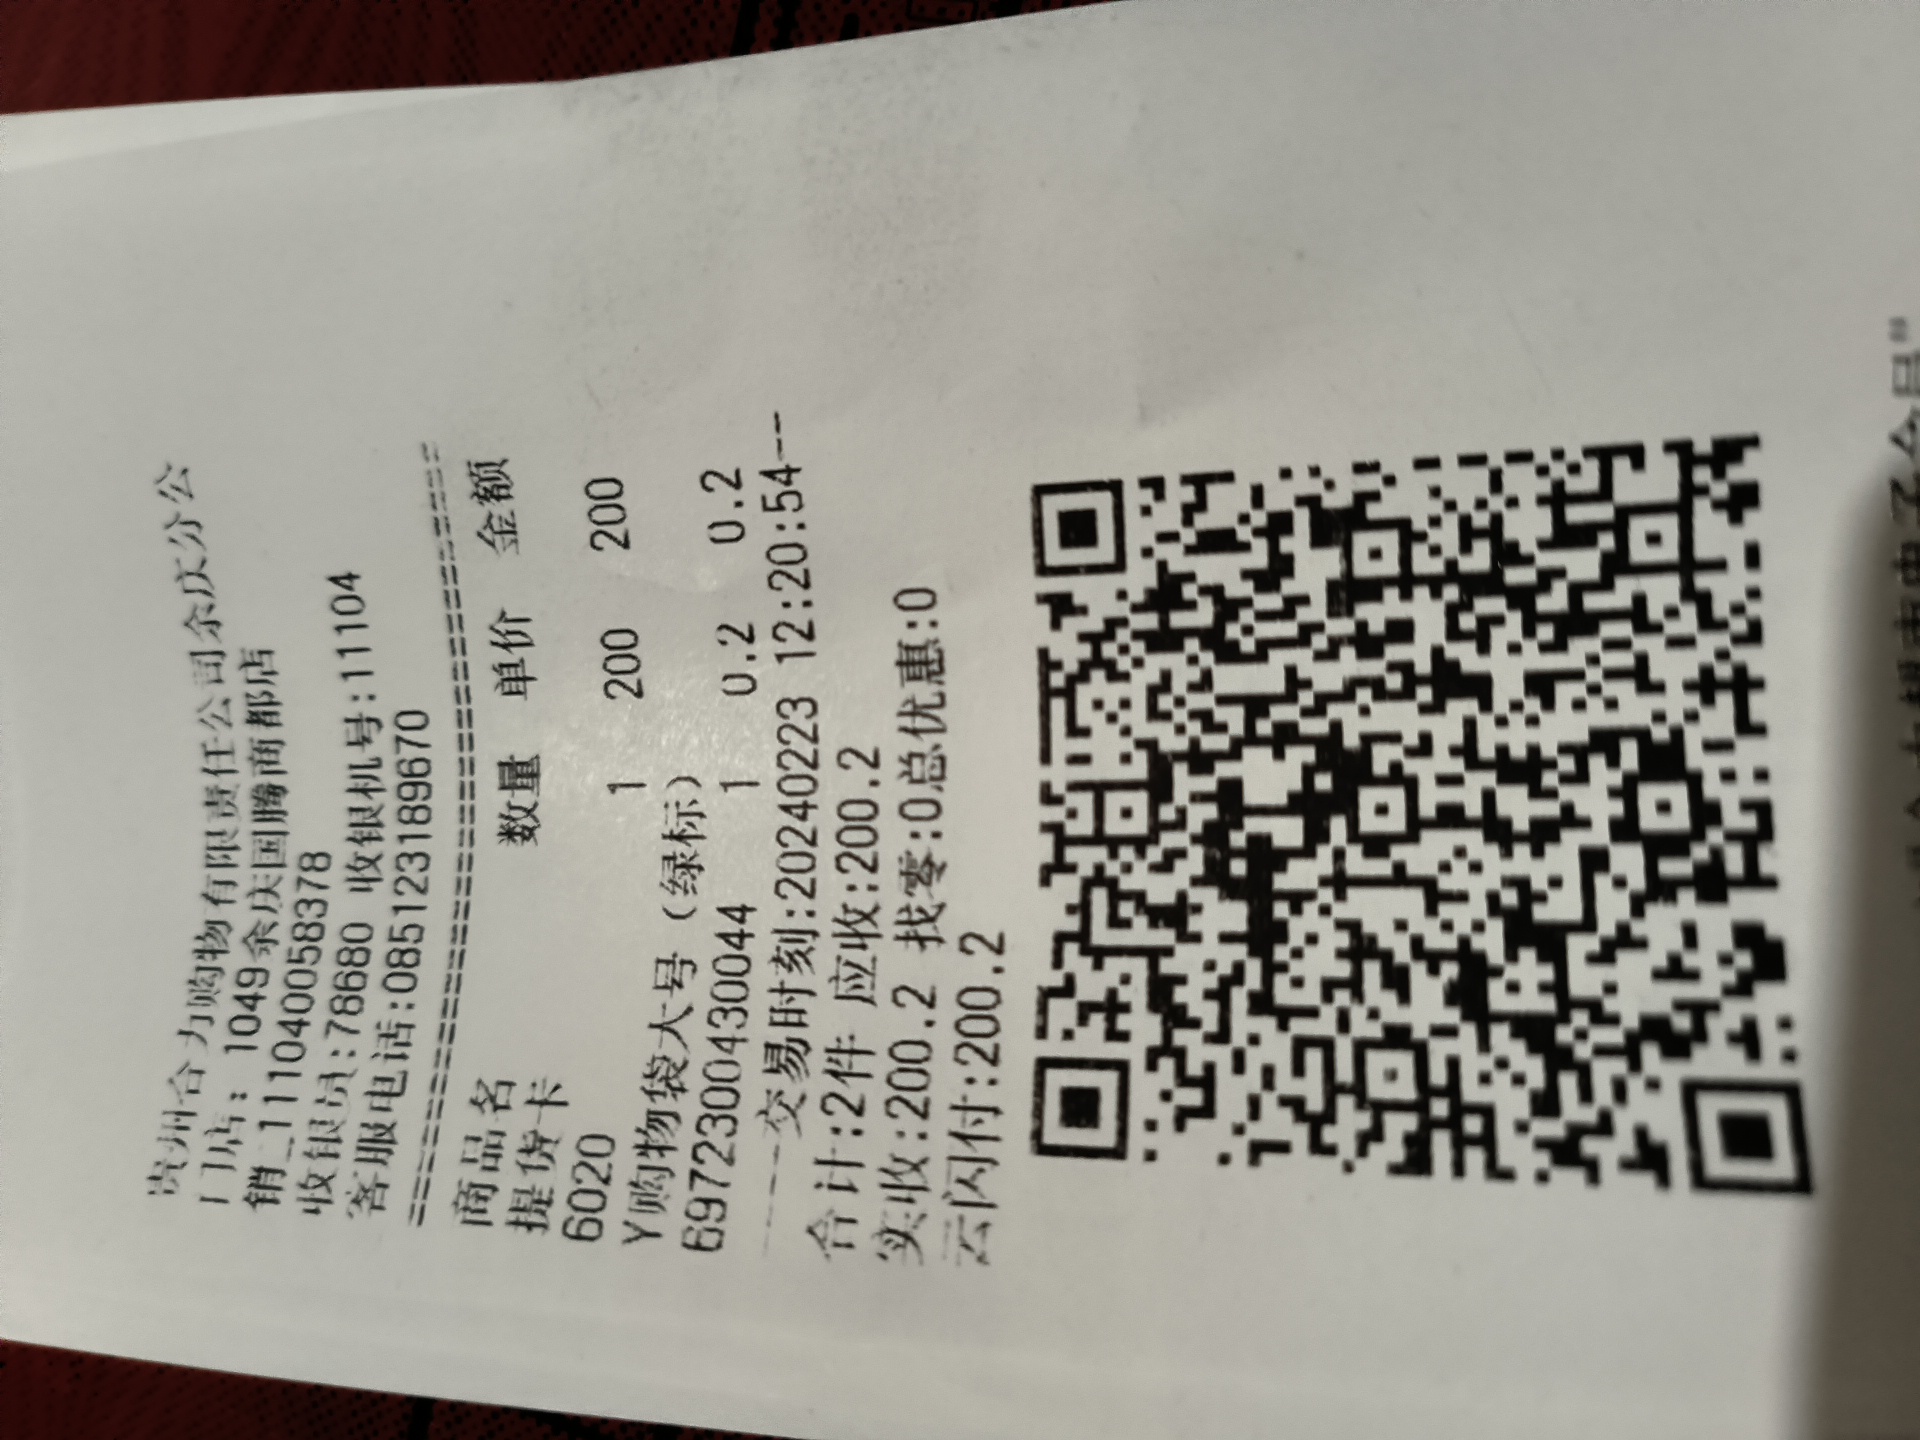 贵州合力购物有限责任公司余庆分公
门店: 1049余庆国腾商都店
销_11104005 8378
收银员:78680 收银机号:11104
客服电话:085123189670
商品名 数量 单价 金额
提货卡
6020 1 200 200
Y购物袋大号（绿标）
6972300430044 1 0.2 0.2
----交易时刻:20240223 12:20:54---
合计:2件 应收:200.2
实收:200.2 找零:0总优惠:0
云闪付:200.2